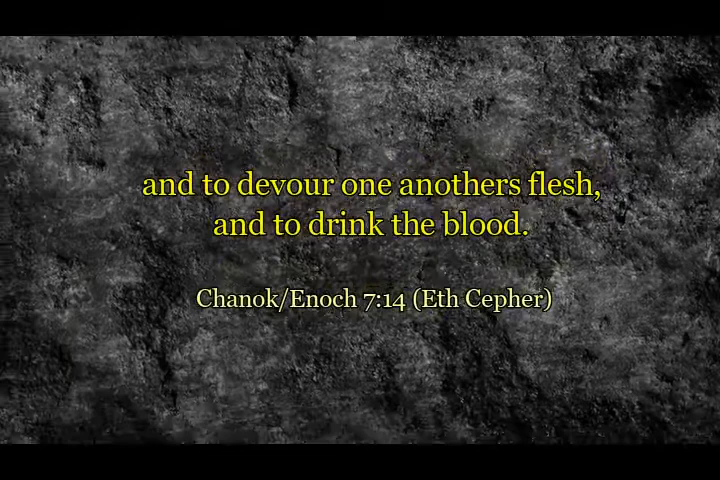 and to devour one anothers flesh,
and to drink the blood.
Chanok/Enoch 7:14 (Eth Cepher)